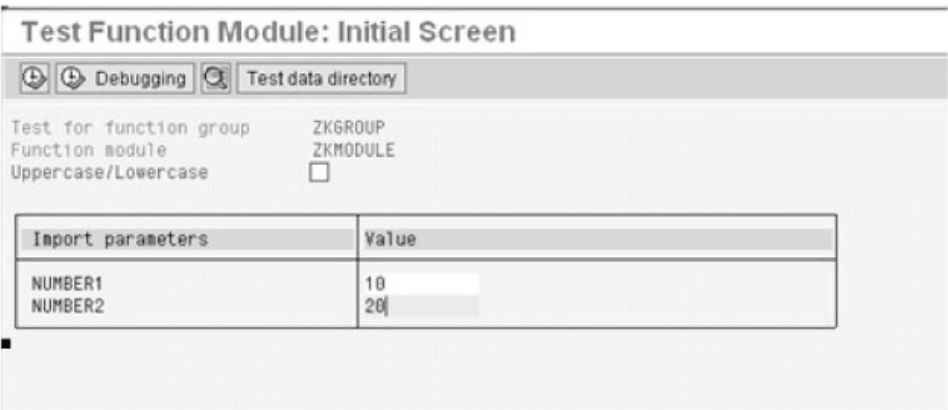 Test Function Module: Initial Screen
Debugging Test data directory
Test for function group ZKGROUP
Function module ZKMODULE
Uppercase/Lowercase
Import parameters Value
NUMBER1 10
NUMBER2 20